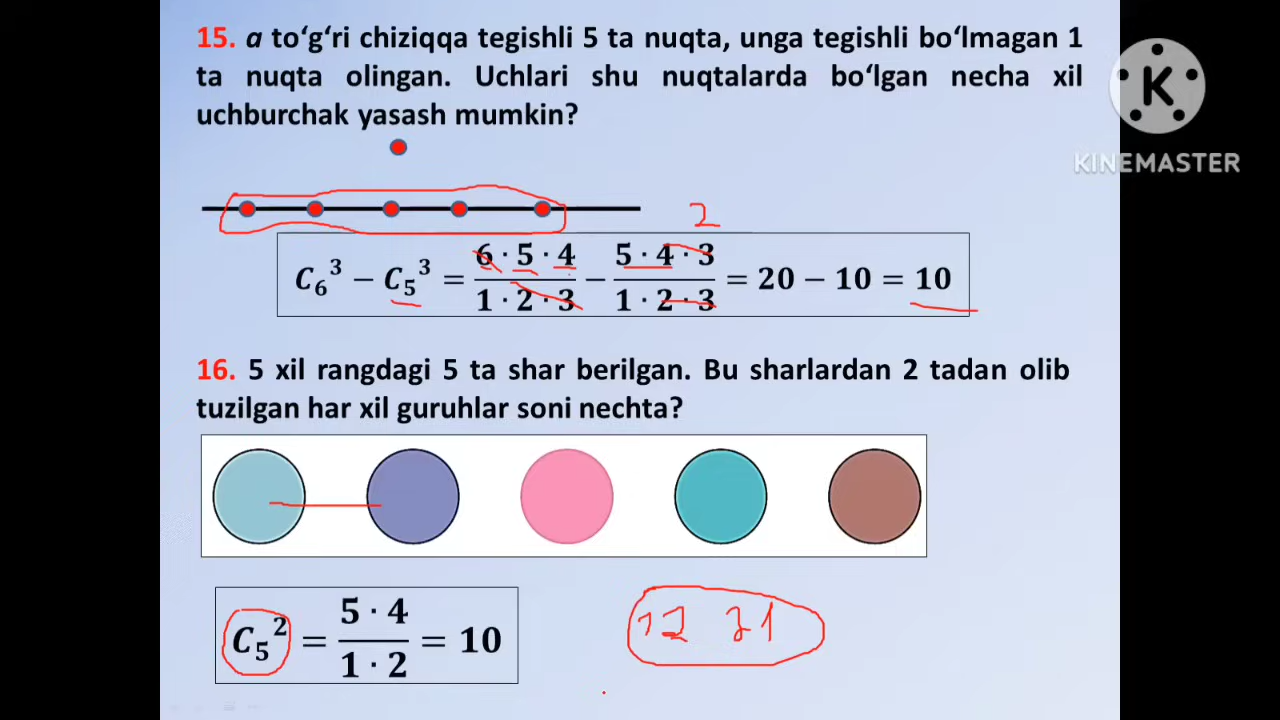 15. a to‘g‘ri chiziqqa tegishli 5 ta nuqta, unga tegishli bo‘lmagan 1
ta nuqta olingan. Uchlari shu nuqtalarda bo‘lgan necha xil
uchburchak yasash mumkin?
K
KINEMASTER
2
C₆³ − C₅³ = (6 · 5 · 4)/(1 · 2 · 3) − (5 · 4 · 3)/(1 · 2 · 3) = 20 − 10 = 10
16. 5 xil rangdagi 5 ta shar berilgan. Bu sharlardan 2 tadan olib
tuzilgan har xil guruhlar soni nechta?
C₅² = (5 · 4)/(1 · 2) = 10
12 21